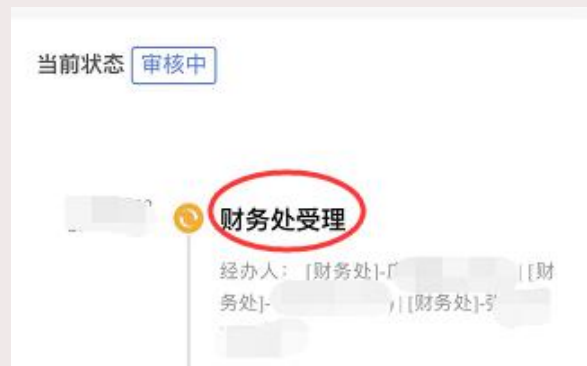 当前状态 审核中
财务处受理
经办人： [财务处]- | [财
务处]- )| [财务处]-